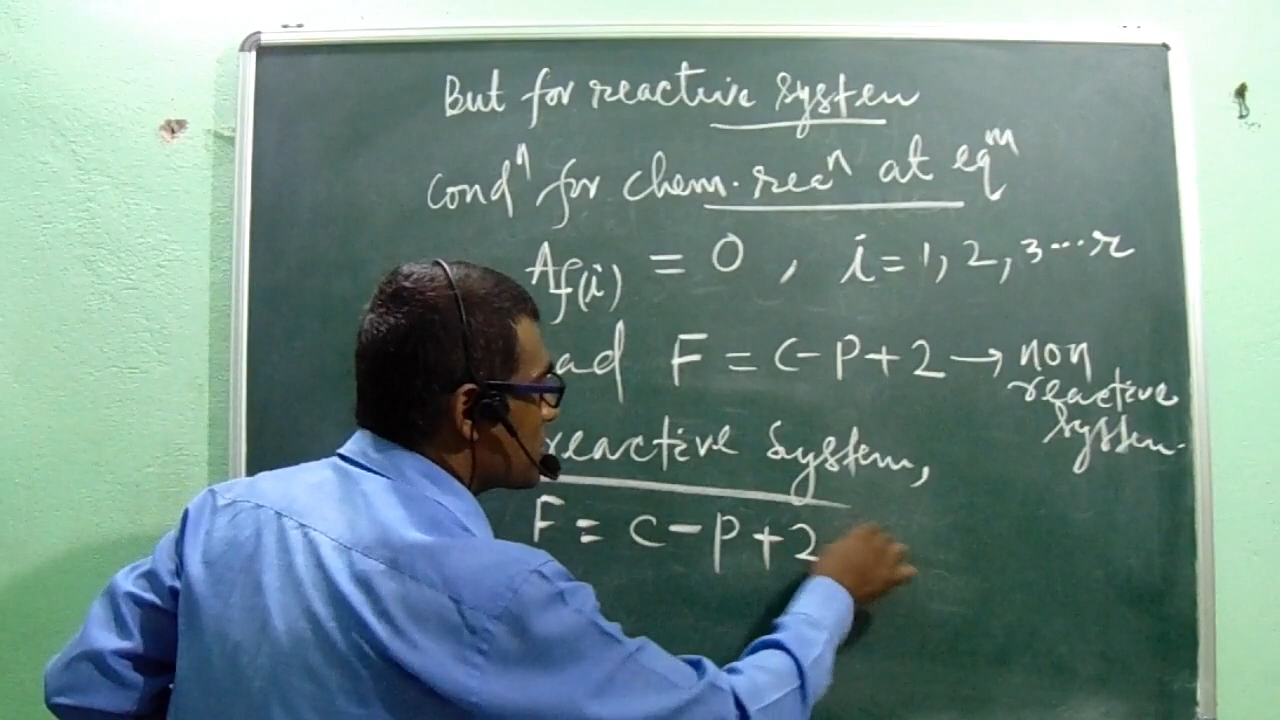 But for reactive system
condⁿ for chem. reacⁿ at eqᵐ
A_f(i) = 0 , i = 1, 2, 3 ... r
F = C - P + 2 → non
reactive
system.
reactive system,
F = C - P + 2